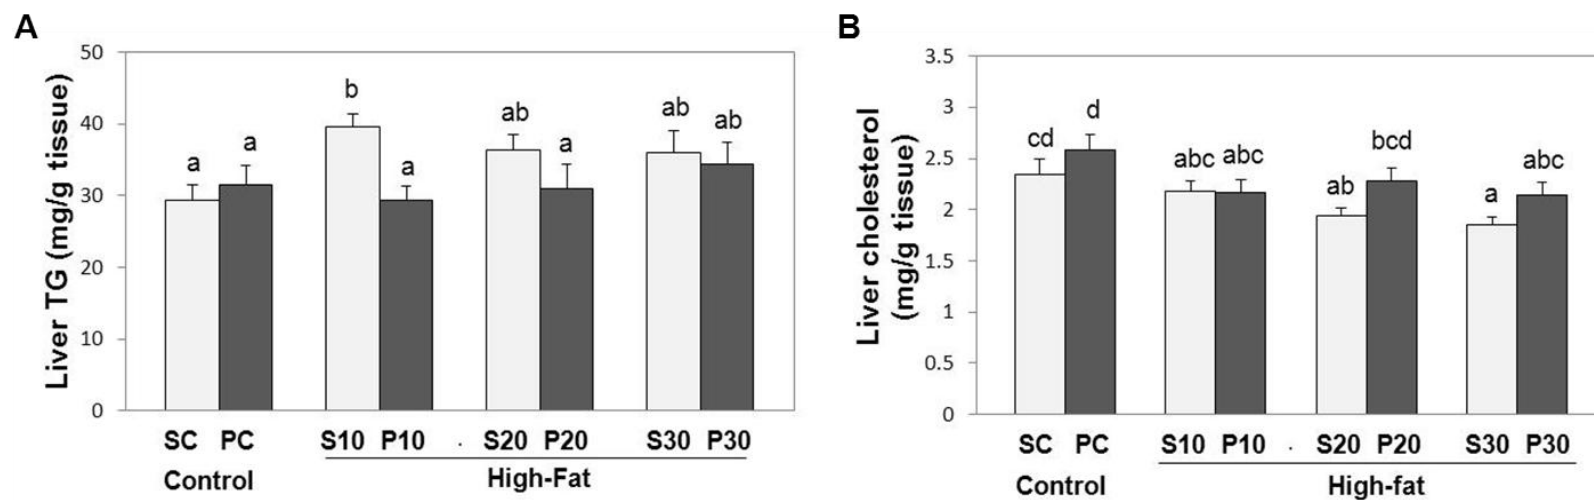 A
Liver TG (mg/g tissue)
50
40
30
20
10
0
a a b a ab a ab ab
SC PC S10 P10 . S20 P20 S30 P30
Control High-Fat
B
Liver cholesterol
(mg/g tissue)
3.5
3
2.5
2
1.5
1
0.5
0
cd d abc abc ab bcd a abc
SC PC S10 P10 . S20 P20 S30 P30
Control High-fat